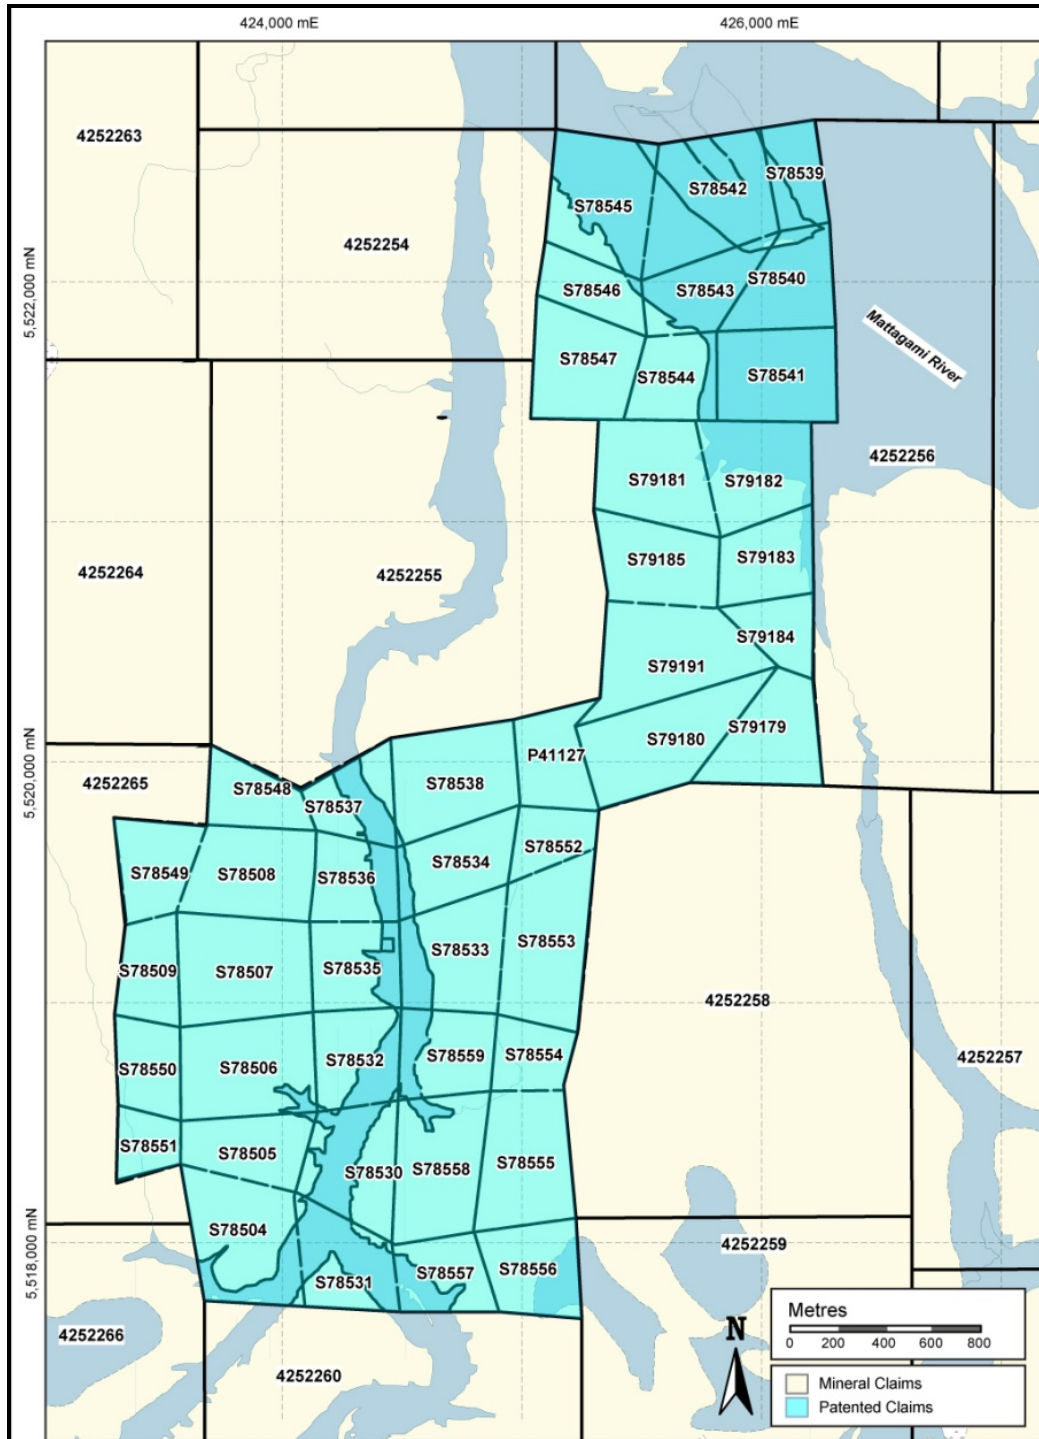 424,000 mE
426,000 mE
4252263
S78539
S78542
S78545
4252254
5,522,000 mN
S78540
S78546
S78543
Mattagami River
S78547
S78544
S78541
4252256
S79181
S79182
4252264
4252255
S79185
S79183
S79184
S79191
S79180
S79179
P41127
5,520,000 mN
4252265
S78548
S78538
S78537
S78549
S78508
S78536
S78534
S78552
S78509
S78507
S78535
S78533
S78553
4252258
S78550
S78506
S78532
S78559
S78554
4252257
S78551
S78505
S78530
S78558
S78555
S78504
5,518,000 mN
4252259
S78531
S78557
S78556
4252266
4252260
N
Metres
0 200 400 600 800
Mineral Claims
Patented Claims